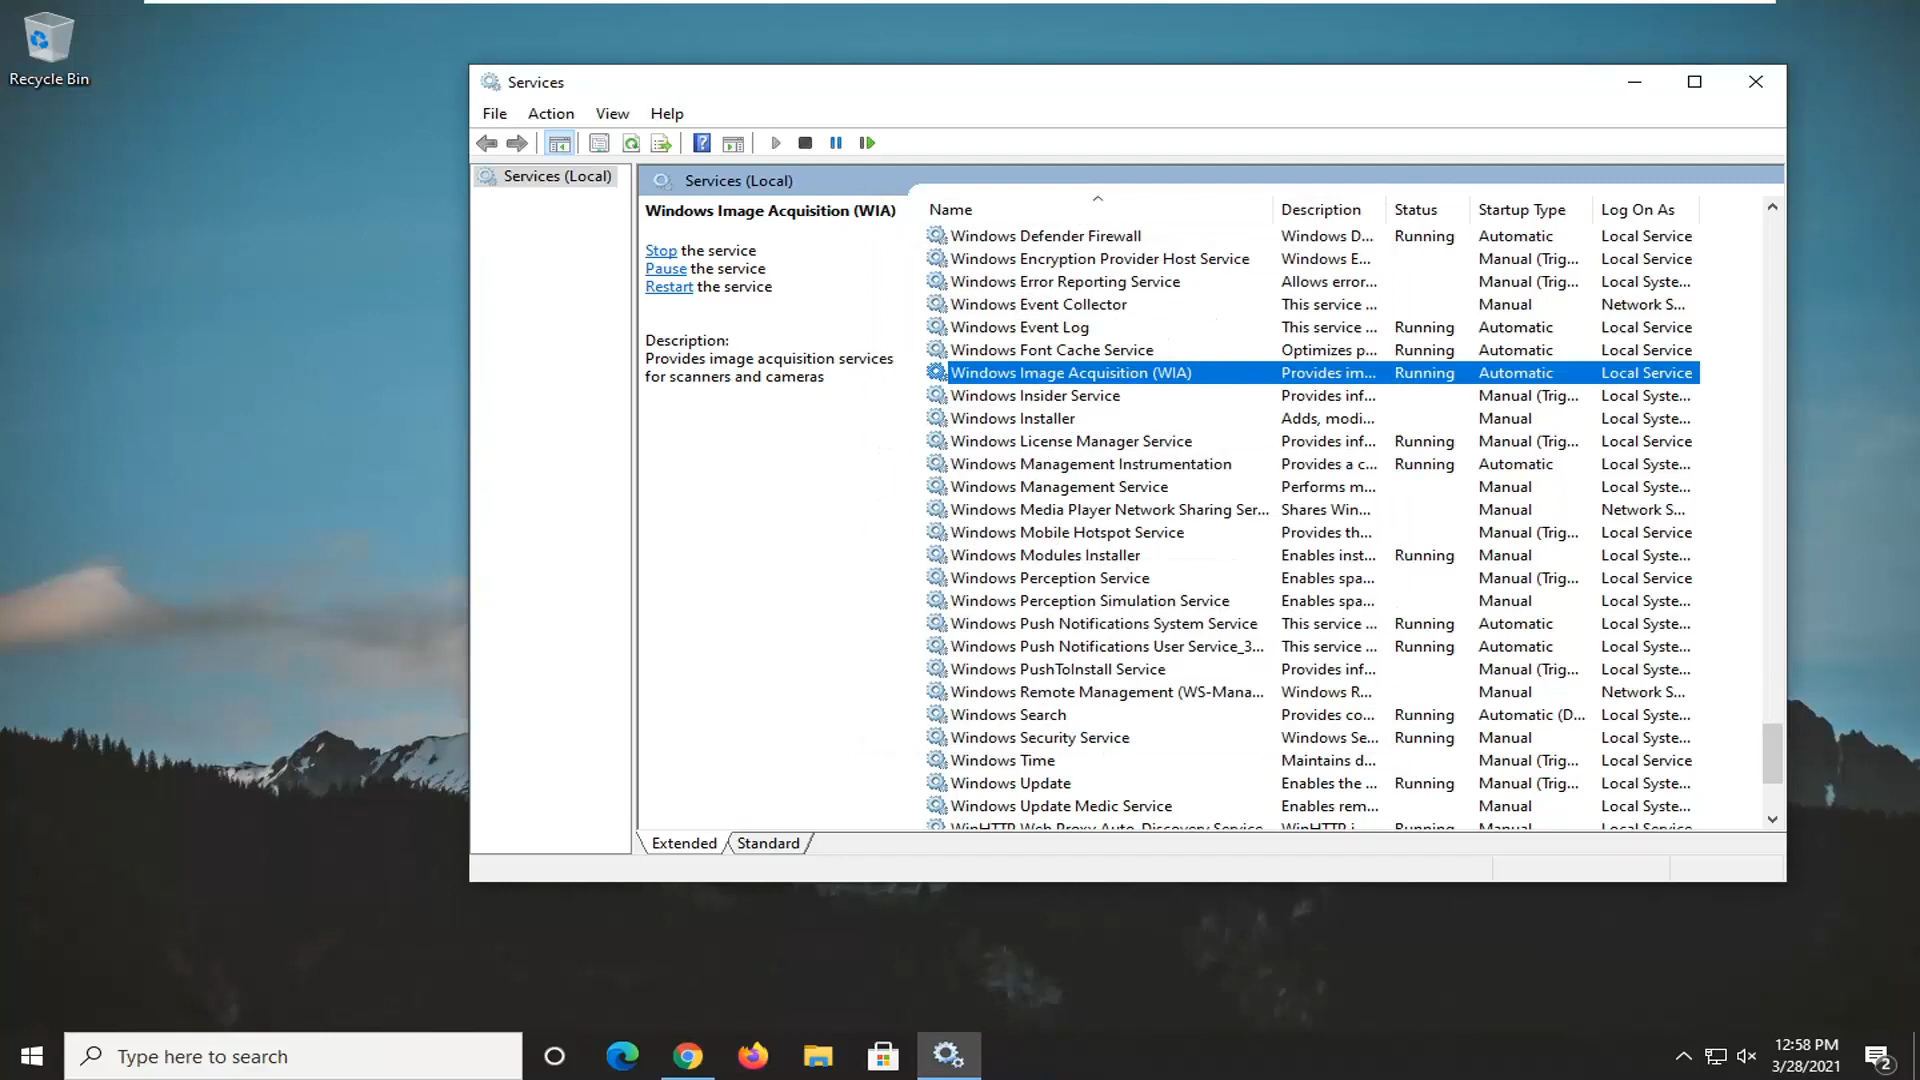 Recycle Bin
Services
File Action View Help
Services (Local)
Services (Local)
Windows Image Acquisition (WIA)
Stop the service
Pause the service
Restart the service
Description:
Provides image acquisition services
for scanners and cameras
Name Description Status Startup Type Log On As
Windows Defender Firewall Windows D... Running Automatic Local Service
Windows Encryption Provider Host Service Windows E... Manual (Trig... Local Service
Windows Error Reporting Service Allows error... Manual (Trig... Local Syste...
Windows Event Collector This service ... Manual Network S...
Windows Event Log This service ... Running Automatic Local Service
Windows Font Cache Service Optimizes p... Running Automatic Local Service
Windows Image Acquisition (WIA) Provides im... Running Automatic Local Service
Windows Insider Service Provides inf... Manual (Trig... Local Syste...
Windows Installer Adds, modi... Manual Local Syste...
Windows License Manager Service Provides inf... Running Manual (Trig... Local Service
Windows Management Instrumentation Provides a c... Running Automatic Local Syste...
Windows Management Service Performs m... Manual Local Syste...
Windows Media Player Network Sharing Ser... Shares Win... Manual Network S...
Windows Mobile Hotspot Service Provides th... Manual (Trig... Local Service
Windows Modules Installer Enables inst... Running Manual Local Syste...
Windows Perception Service Enables spa... Manual (Trig... Local Service
Windows Perception Simulation Service Enables spa... Manual Local Syste...
Windows Push Notifications System Service This service ... Running Automatic Local Syste...
Windows Push Notifications User Service_3... This service ... Running Automatic Local Syste...
Windows PushToInstall Service Provides inf... Manual (Trig... Local Syste...
Windows Remote Management (WS-Mana... Windows R... Manual Network S...
Windows Search Provides co... Running Automatic (D... Local Syste...
Windows Security Service Windows Se... Running Manual Local Syste...
Windows Time Maintains d... Manual (Trig... Local Service
Windows Update Enables the ... Running Manual (Trig... Local Syste...
Windows Update Medic Service Enables rem... Manual Local Syste...
WinHTTP Web Proxy Auto-Discovery Service WinHTTP i... Running Manual Local Service
Extended Standard
Type here to search
12:58 PM
3/28/2021
2